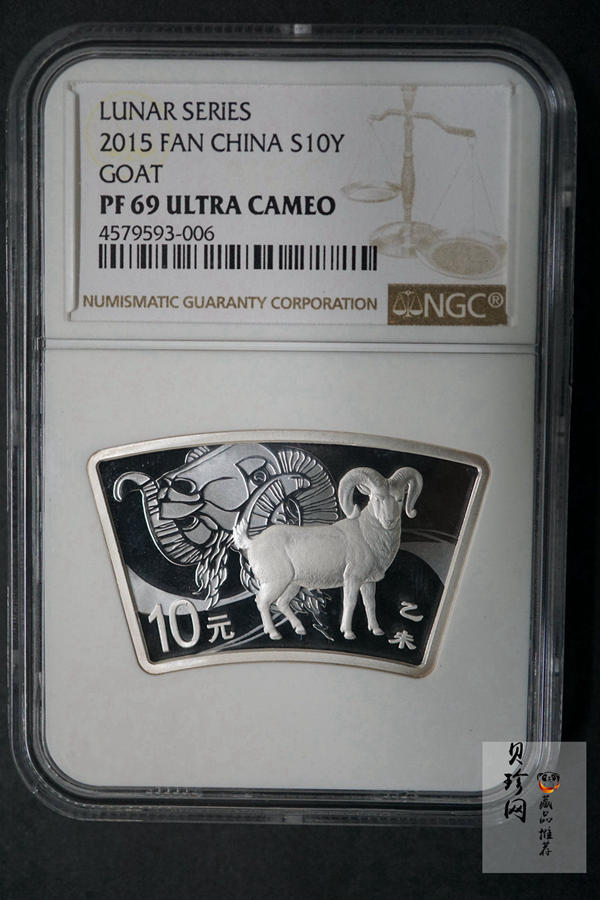 LUNAR SERIES
2015 FAN CHINA S10Y
GOAT
PF 69 ULTRA CAMEO
4579593-006
NUMISMATIC GUARANTY CORPORATION
NGC®
10元
乙未
贝珍网
藏品推荐